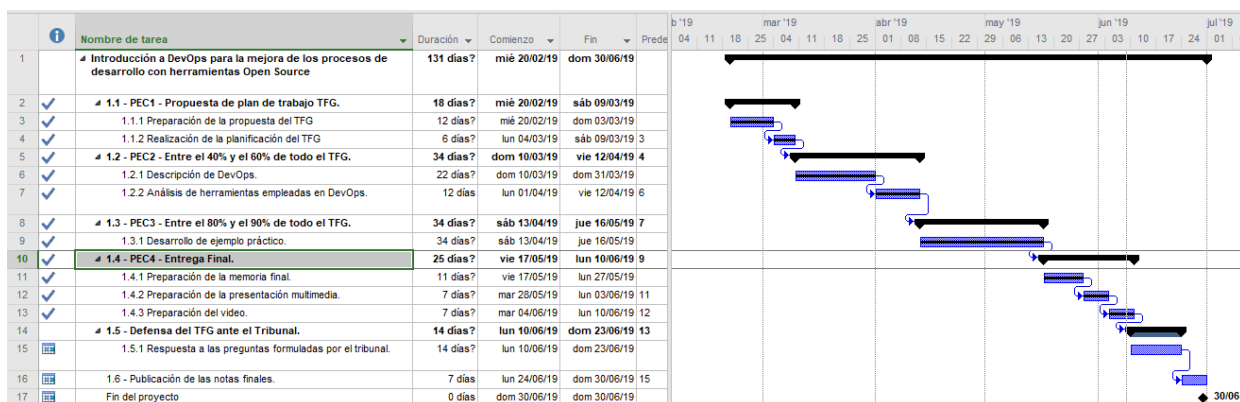 b '19 mar '19 abr '19 may '19 jun '19 jul '19
Nombre de tarea Duración Comienzo Fin Prede 04 11 18 25 04 11 18 25 01 08 15 22 29 06 13 20 27 03 10 17 24 01
1 Introducción a DevOps para la mejora de los procesos de 131 días? mié 20/02/19 dom 30/06/19
desarrollo con herramientas Open Source
2 1.1 - PEC1 - Propuesta de plan de trabajo TFG. 18 días? mié 20/02/19 sáb 09/03/19
3 1.1.1 Preparación de la propuesta del TFG 12 días? mié 20/02/19 dom 03/03/19
4 1.1.2 Realización de la planificación del TFG 6 días? lun 04/03/19 sáb 09/03/19 3
5 1.2 - PEC2 - Entre el 40% y el 60% de todo el TFG. 34 días? dom 10/03/19 vie 12/04/19 4
6 1.2.1 Descripción de DevOps. 22 días? dom 10/03/19 dom 31/03/19
7 1.2.2 Análisis de herramientas empleadas en DevOps. 12 días lun 01/04/19 vie 12/04/19 6
8 1.3 - PEC3 - Entre el 80% y el 90% de todo el TFG. 34 días? sáb 13/04/19 jue 16/05/19 7
9 1.3.1 Desarrollo de ejemplo práctico. 34 días? sáb 13/04/19 jue 16/05/19
10 1.4 - PEC4 - Entrega Final. 25 días? vie 17/05/19 lun 10/06/19 9
11 1.4.1 Preparación de la memoria final. 11 días? vie 17/05/19 lun 27/05/19
12 1.4.2 Preparación de la presentación multimedia. 7 días? mar 28/05/19 lun 03/06/19 11
13 1.4.3 Preparación del video. 7 días? mar 04/06/19 lun 10/06/19 12
14 1.5 - Defensa del TFG ante el Tribunal. 14 días? lun 10/06/19 dom 23/06/19 13
15 1.5.1 Respuesta a las preguntas formuladas por el tribunal. 14 días? lun 10/06/19 dom 23/06/19
16 1.6 - Publicación de las notas finales. 7 días lun 24/06/19 dom 30/06/19 15
17 Fin del proyecto 0 días dom 30/06/19 dom 30/06/19 30/06